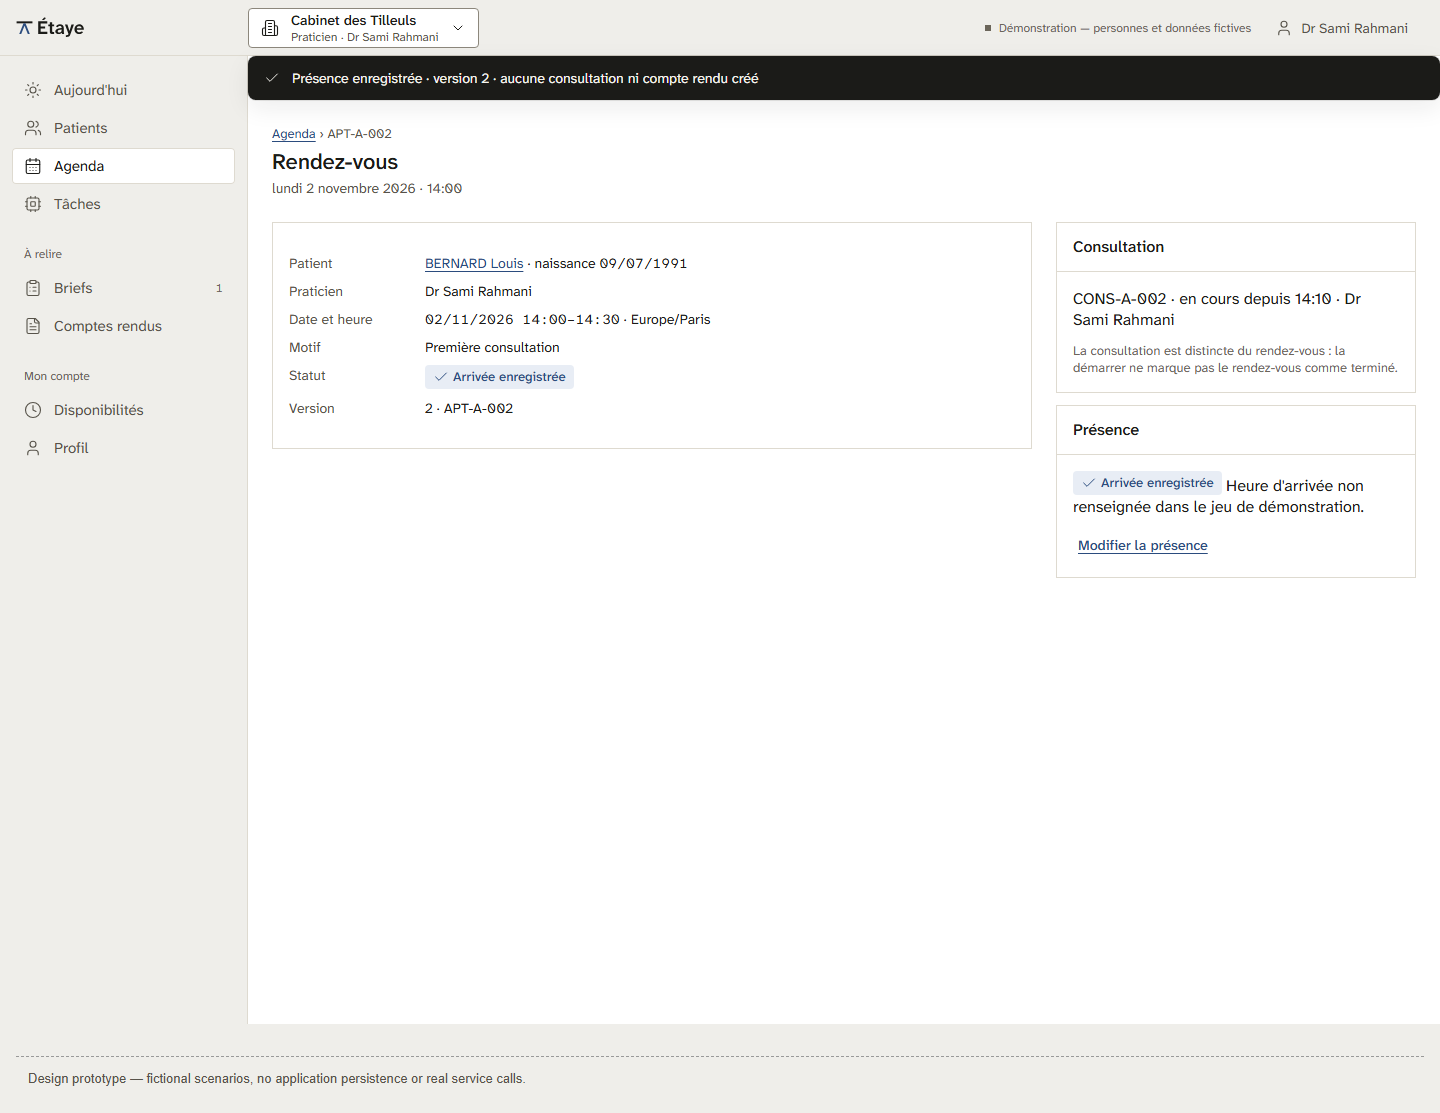 Étaye
Cabinet des Tilleuls
Praticien · Dr Sami Rahmani
Démonstration — personnes et données fictives
Dr Sami Rahmani
Aujourd'hui
Patients
Agenda
Tâches
À relire
Briefs 1
Comptes rendus
Mon compte
Disponibilités
Profil
Présence enregistrée · version 2 · aucune consultation ni compte rendu créé
Agenda › APT-A-002
Rendez-vous
lundi 2 novembre 2026 · 14:00
Patient BERNARD Louis · naissance 09/07/1991
Praticien Dr Sami Rahmani
Date et heure 02/11/2026 14:00–14:30 · Europe/Paris
Motif Première consultation
Statut Arrivée enregistrée
Version 2 · APT-A-002
Consultation
CONS-A-002 · en cours depuis 14:10 · Dr
Sami Rahmani
La consultation est distincte du rendez-vous : la
démarrer ne marque pas le rendez-vous comme terminé.
Présence
Arrivée enregistrée Heure d'arrivée non
renseignée dans le jeu de démonstration.
Modifier la présence
Design prototype — fictional scenarios, no application persistence or real service calls.